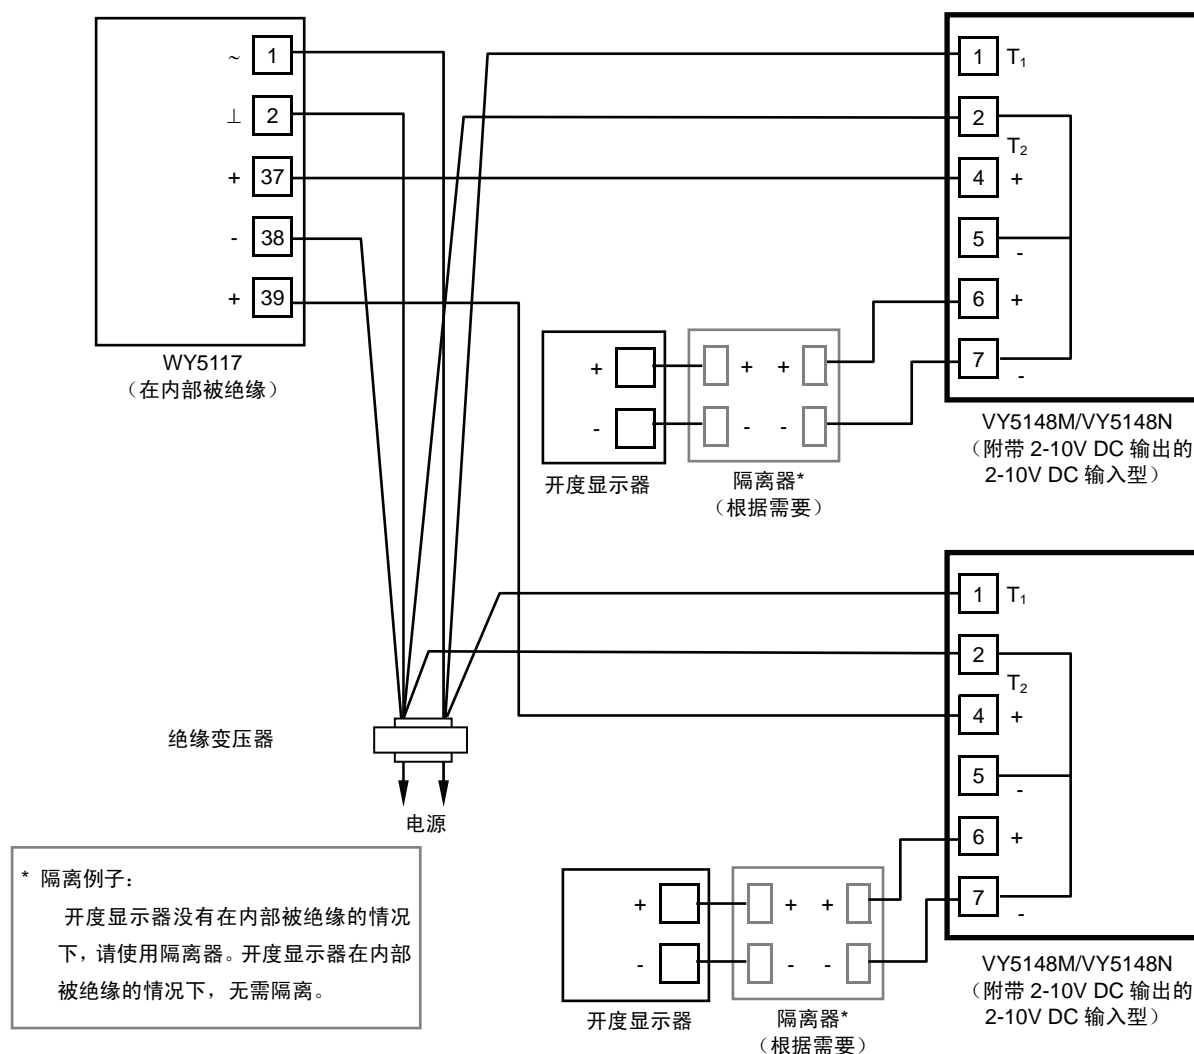 ~ 1
⊥ 2
+ 37
- 38
+ 39
WY5117
（在内部被绝缘）
1 T₁
2
T₂
4 +
5
-
6 +
7
-
VY5148M/VY5148N
（附带 2-10V DC 输出的
2-10V DC 输入型）
+
-
开度显示器
+ +
- -
隔离器*
（根据需要）
1 T₁
2
T₂
4 +
5
-
6 +
7
-
VY5148M/VY5148N
（附带 2-10V DC 输出的
2-10V DC 输入型）
绝缘变压器
电源
+
-
开度显示器
+ +
- -
隔离器*
（根据需要）
* 隔离例子：
开度显示器没有在内部被绝缘的情况
下，请使用隔离器。开度显示器在内部
被绝缘的情况下，无需隔离。